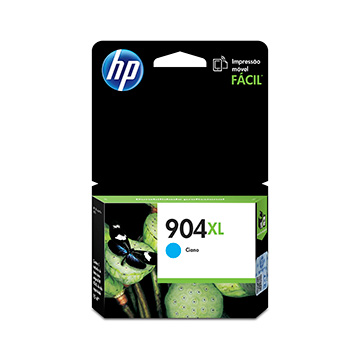 hp
Impressão
móvel
FÁCIL
904XL
Ciano